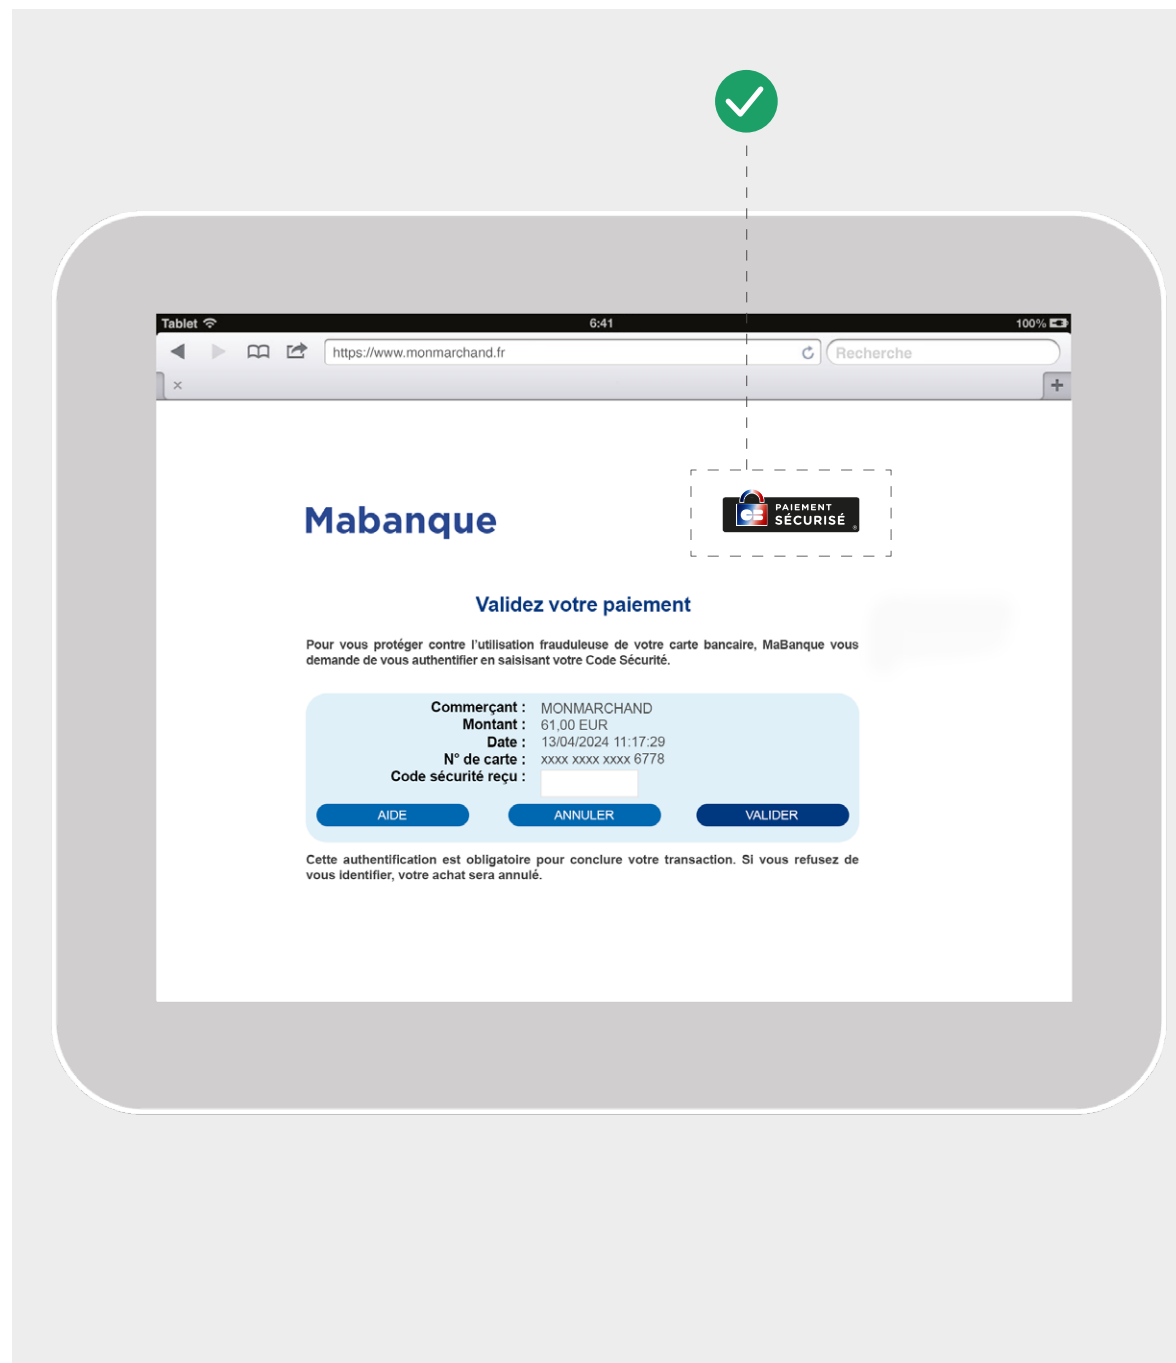 Tablet 6:41 100%
https://www.monmarchand.fr Recherche
Mabanque
PAIEMENT
SÉCURISÉ
®
Validez votre paiement
Pour vous protéger contre l'utilisation frauduleuse de votre carte bancaire, MaBanque vous
demande de vous authentifier en saisisant votre Code Sécurité.
Commerçant : MONMARCHAND
Montant : 61,00 EUR
Date : 13/04/2024 11:17:29
N° de carte : xxxx xxxx xxxx 6778
Code sécurité reçu :
AIDE ANNULER VALIDER
Cette authentification est obligatoire pour conclure votre transaction. Si vous refusez de
vous identifier, votre achat sera annulé.